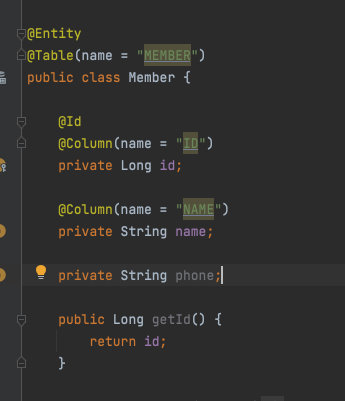 @Entity
@Table(name = "MEMBER")
public class Member {
@Id
@Column(name = "ID")
private Long id;
@Column(name = "NAME")
private String name;
private String phone;
public Long getId() {
return id;
}